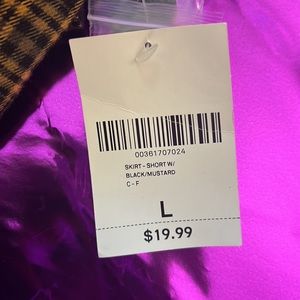 00361707024
SKIRT - SHORT W/
BLACK/MUSTARD
C - F
L
$19.99